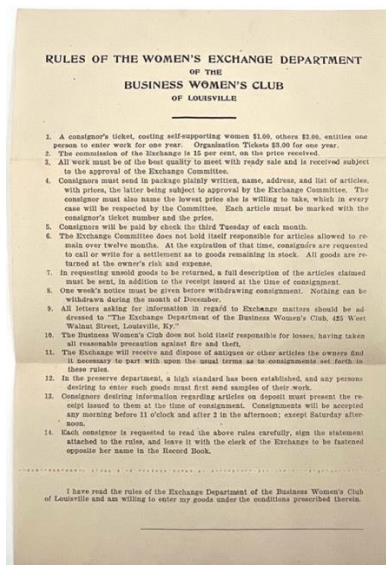 RULES OF THE WOMEN'S EXCHANGE DEPARTMENT
OF THE
BUSINESS WOMEN'S CLUB
OF LOUISVILLE
1. A consignor's ticket, costing self-supporting women $1.00, others $2.00, entitles one
person to enter work for one year. Organization Tickets $3.00 for one year.
2. The commission of the Exchange is 15 per cent, on the price received.
3. All work must be of the best quality to meet with ready sale and is received subject
to the approval of the Exchange Committee.
4. Consignors must send in package plainly written, name, address, and list of articles,
with prices, the latter being subject to approval by the Exchange Committee. The
consignor must also name the lowest price she is willing to take, which in every
case will be respected by the Committee. Each article must be marked with the
consignor's ticket number and the price.
5. Consignors will be paid by check the third Tuesday of each month.
6. The Exchange Committee does not hold itself responsible for articles allowed to re-
main over twelve months. At the expiration of that time, consignors are requested
to call or write for a settlement as to goods remaining in stock. All goods are re-
turned at the owner's risk and expense.
7. In requesting unsold goods to be returned, a full description of the articles claimed
must be sent, in addition to the receipt issued at the time of consignment.
8. One week's notice must be given before withdrawing consignment. Nothing can be
withdrawn during the month of December.
9. All letters asking for information in regard to Exchange matters should be ad-
dressed to "The Exchange Department of the Business Women's Club, 425 West
Walnut Street, Louisville, Ky."
10. The Business Women's Club does not hold itself responsible for losses, having taken
all reasonable precaution against fire and theft.
11. The Exchange will receive and dispose of antiques or other articles the owners find
it necessary to part with upon the usual terms as to consignments set forth in
these rules.
12. In the preserve department, a high standard has been established, and any persons
desiring to enter such goods must first send samples of their work.
13. Consignors desiring information regarding articles on deposit must present the re-
ceipt issued to them at the time of consignment. Consignments will be accepted
any morning before 11 o'clock and after 2 in the afternoon; except Saturday after-
noon.
14. Each consignor is requested to read the above rules carefully, sign the statement
attached to the rules, and leave it with the clerk of the Exchange to be fastened
opposite her name in the Record Book.
I have read the rules of the Exchange Department of the Business Women's Club
of Louisville and am willing to enter my goods under the conditions prescribed therein.